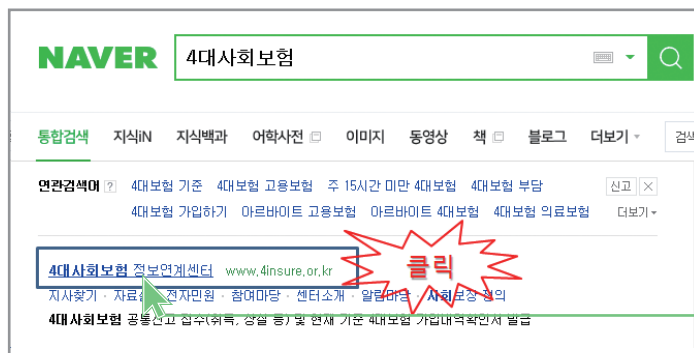 NAVER 4대사회보험
통합검색 지식iN 지식백과 어학사전 이미지 동영상 책 블로그 더보기
연관검색어 ? 4대보험 기준 4대보험 고용보험 주 15시간 미만 4대보험 4대보험 부담 신고
4대보험 가입하기 아르바이트 고용보험 아르바이트 4대보험 4대보험 의료보험 더보기
4대사회보험 정보연계센터 www.4insure.or.kr
클릭
지사찾기 · 전자민원 · 참여마당 · 센터소개 · 알림마당 · 사회보장
4대사회보험 공통신고 접수(취득, 상실 등) 및 현재 기준 4대보험 가입내역확인서 발급